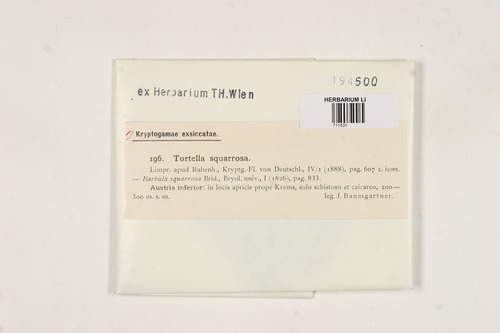 194500
ex Herbarium TH.Wien
HERBARIUM LI
Kryptogamae exsiccatae.
196. Tortella squarrosa.
Limpr. apud Rabenh., Kryptg.-Fl. von Deutschl., IV/1 (1888), pag. 607 c. icon.
— Barbula squarrosa Brid., Bryol. univ., I (1826), pag. 833.
Austria inferior: in locis apricis prope Krems, solo schistoso et calcareo, 200—
300 m. s. m. leg. J. Baumgartner.